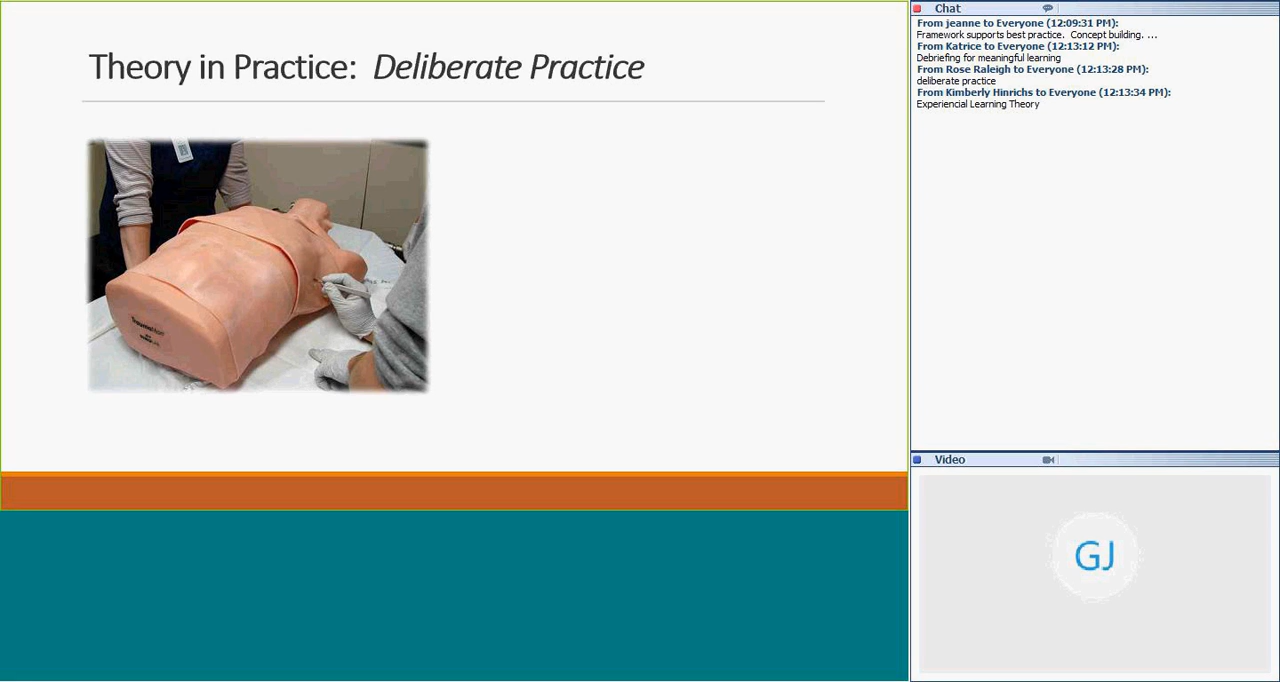 Theory in Practice: Deliberate Practice
TraumaMan
Chat
From jeanne to Everyone (12:09:31 PM):
Framework supports best practice. Concept building. ...
From Katrice to Everyone (12:13:12 PM):
Debriefing for meaningful learning
From Rose Raleigh to Everyone (12:13:28 PM):
deliberate practice
From Kimberly Hinrichs to Everyone (12:13:34 PM):
Experiencial Learning Theory
Video
GJ